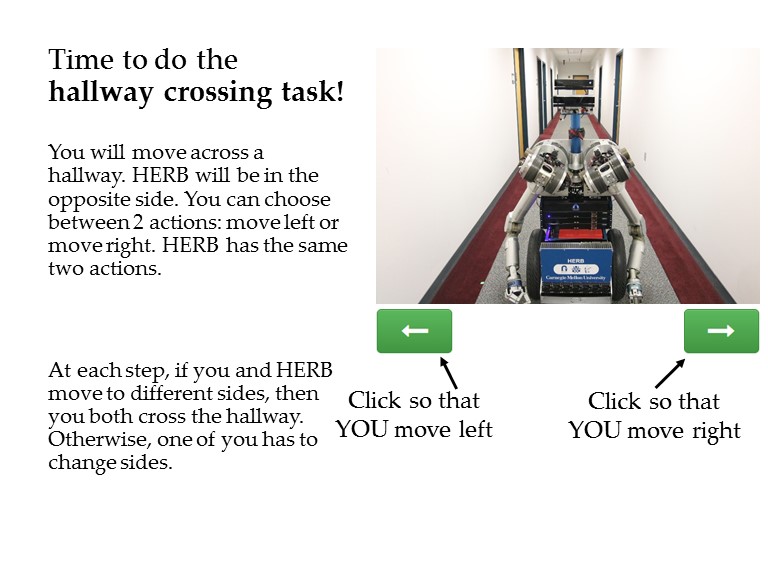 Time to do the
hallway crossing task!
You will move across a
hallway. HERB will be in the
opposite side. You can choose
between 2 actions: move left or
move right. HERB has the same
two actions.
At each step, if you and HERB
move to different sides, then
you both cross the hallway.
Otherwise, one of you has to
change sides.
HERB
Carnegie Mellon University
Click so that
YOU move left
Click so that
YOU move right